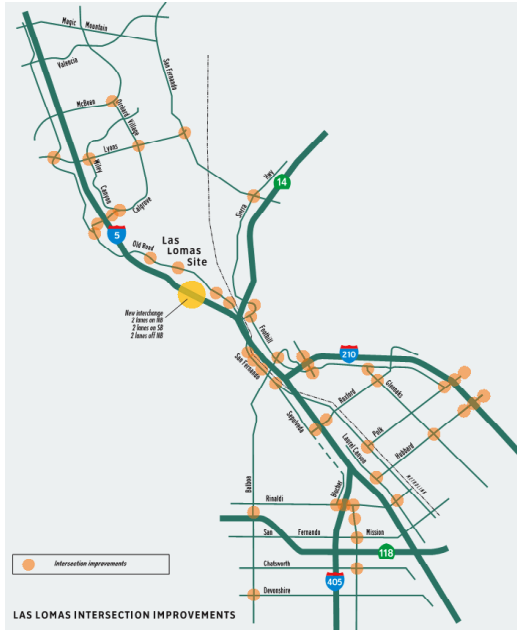 Magic Mountain
Valencia
San Fernando
McBean
Orchard Village
Lyons
Wiley
Canyon
Calgrove
Hwy
Sierra
14
5
Old Road
Las
Lomas
Site
New interchange
2 lanes on NB
2 lanes on SB
2 lanes off NB
Foothill
San Fernando
210
Roxford
Glenoaks
Sepulveda
Polk
Laurel Canyon
Hubbard
METROLINK
Balboa
Rinaldi
San Fernando Mission
118
Chatsworth
405
Devonshire
Intersection improvements
LAS LOMAS INTERSECTION IMPROVEMENTS